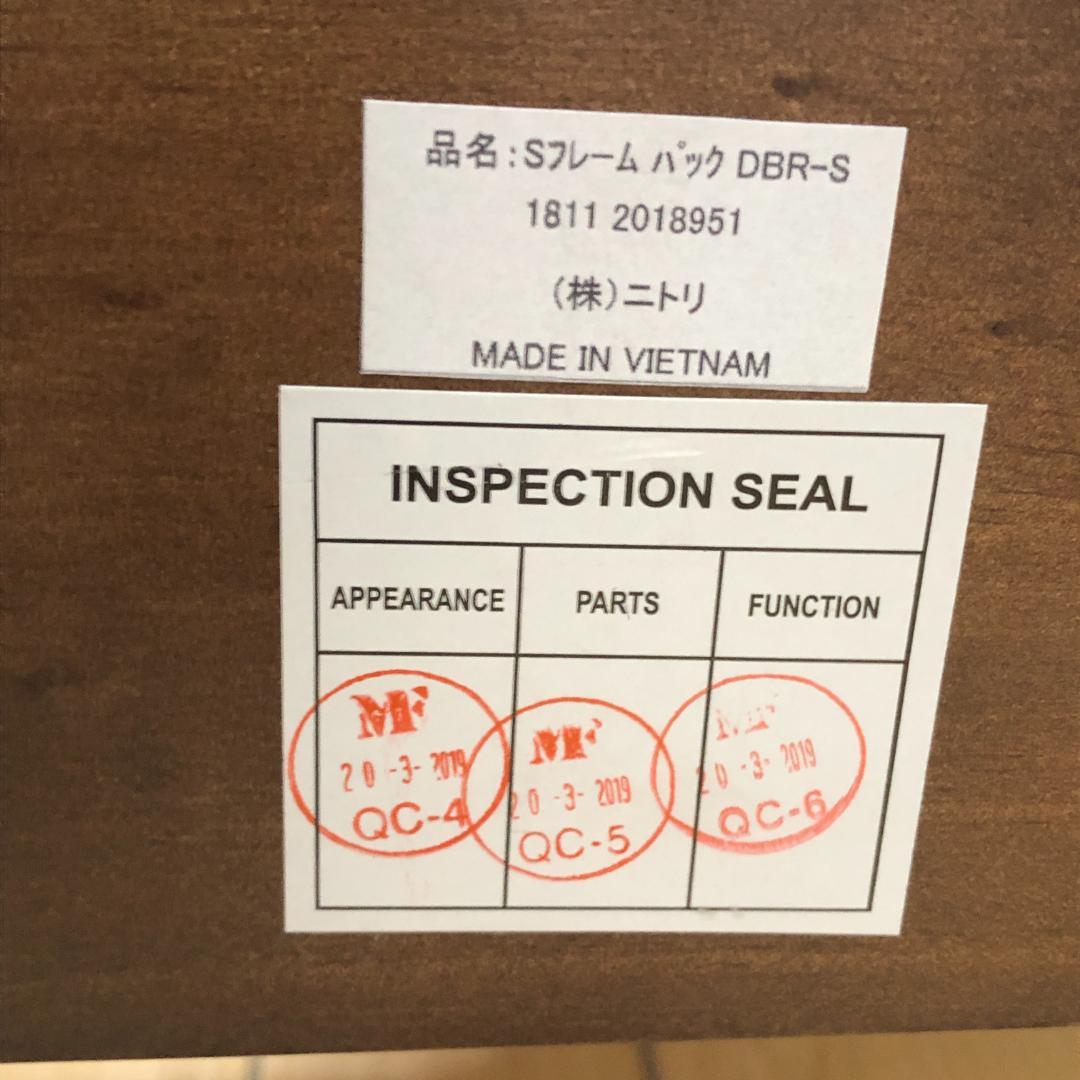 品名:Sフレーム パック DBR-S
1811 2018951
(株)ニトリ
MADE IN VIETNAM
INSPECTION SEAL
APPEARANCE PARTS FUNCTION
MF MF MF
20 -3- 2019 20 -3- 2019 20 -3- 2019
QC-4 QC-5 QC-6